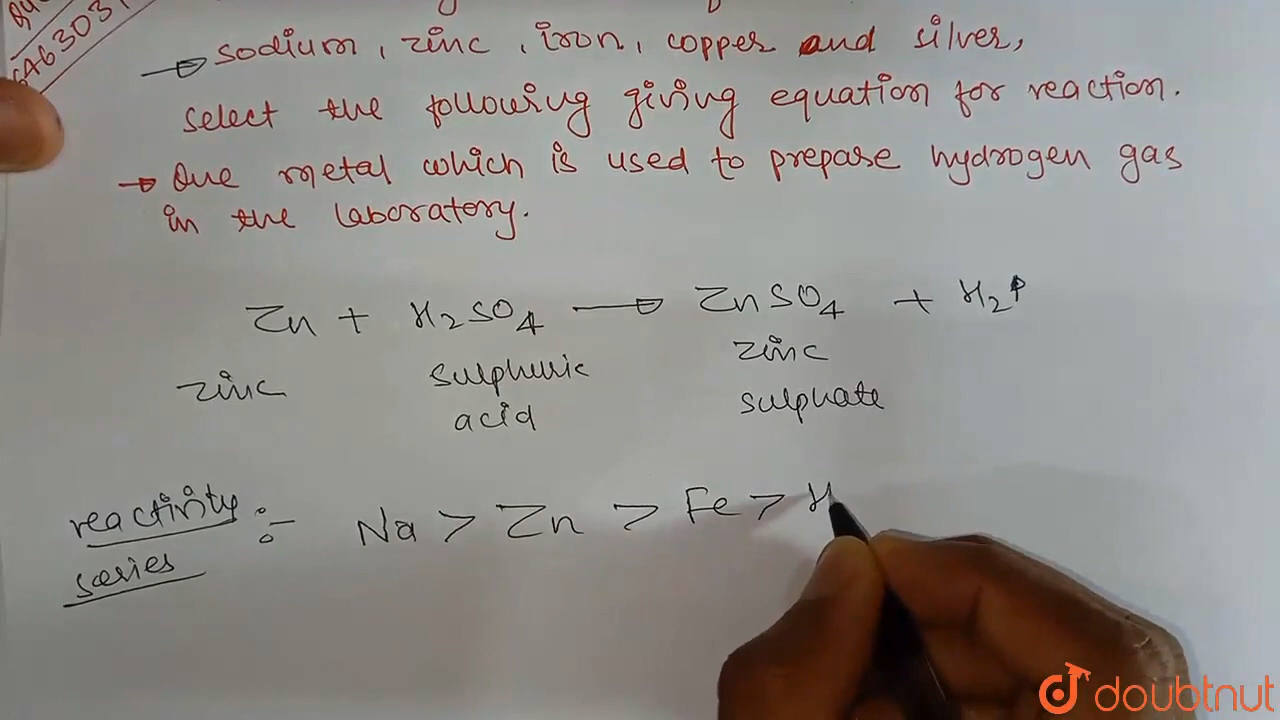 → sodium, zinc, iron, copper and silver,
select the following giving equation for reaction.
→ One metal which is used to prepare hydrogen gas
in the laboratory.
Zn + H2SO4 → ZnSO4 + H2↑
zinc sulphuric zinc
acid sulphate
reactivity series :- Na > Zn > Fe > H
doubtnut